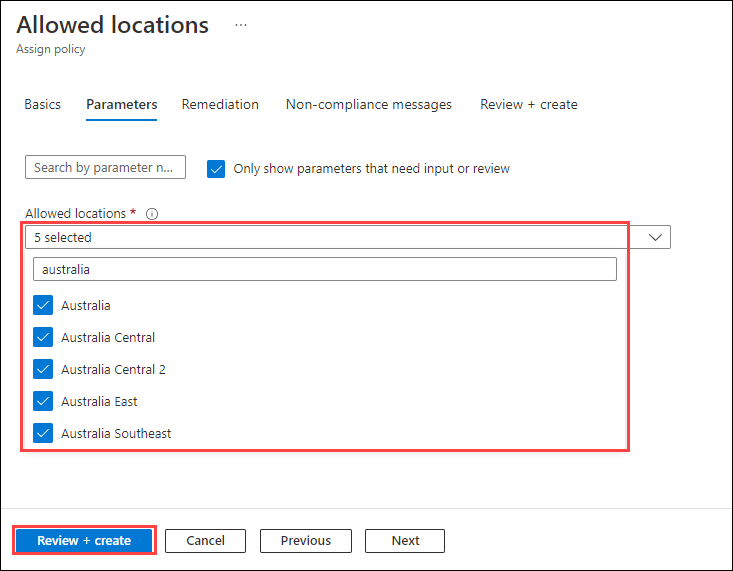 Allowed locations ...
Assign policy
Basics Parameters Remediation Non-compliance messages Review + create
Search by parameter n... Only show parameters that need input or review
Allowed locations *
5 selected
australia
Australia
Australia Central
Australia Central 2
Australia East
Australia Southeast
Review + create Cancel Previous Next